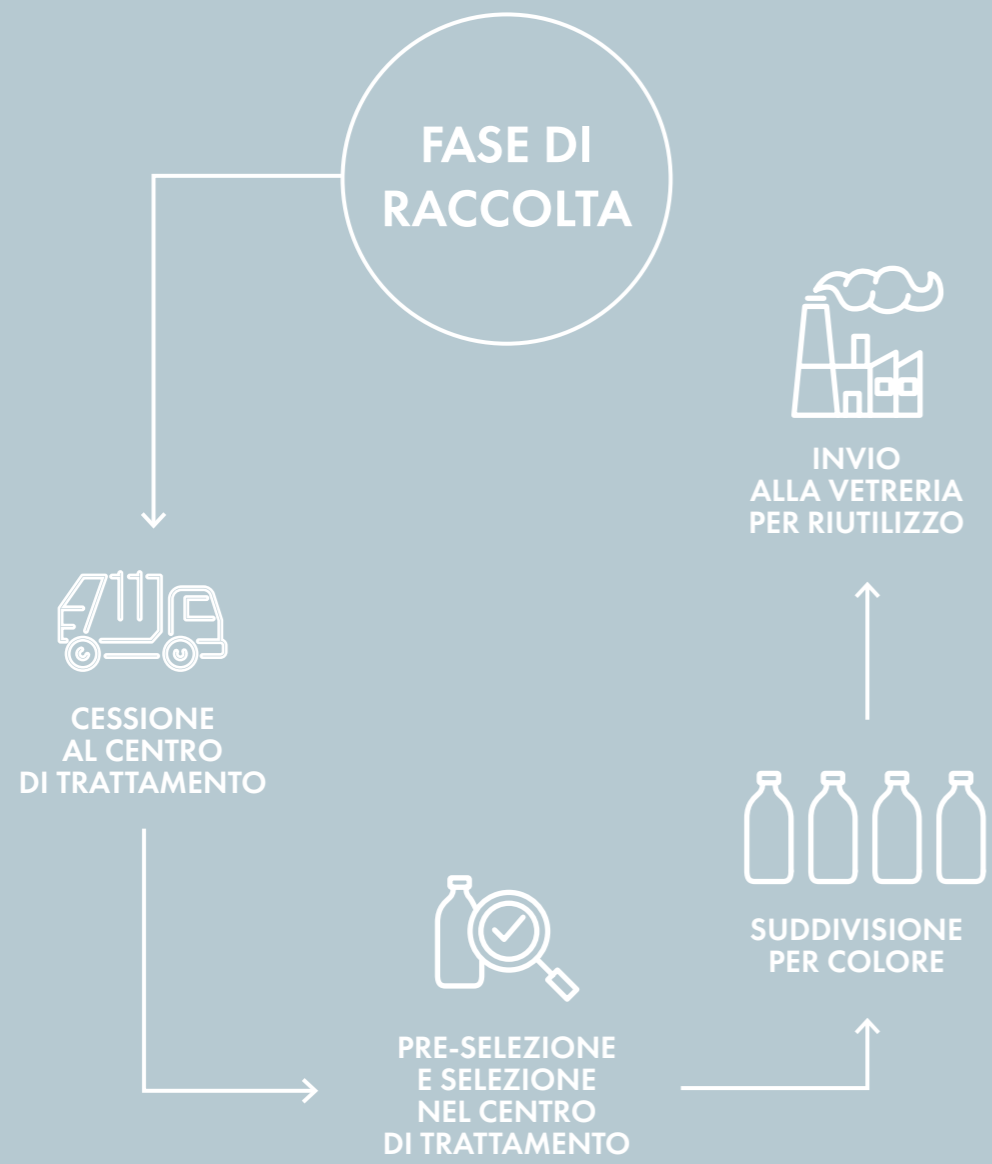 FASE DI
RACCOLTA
CESSIONE
AL CENTRO
DI TRATTAMENTO
PRE-SELEZIONE
E SELEZIONE
NEL CENTRO
DI TRATTAMENTO
SUDDIVISIONE
PER COLORE
INVIO
ALLA VETRERIA
PER RIUTILIZZO